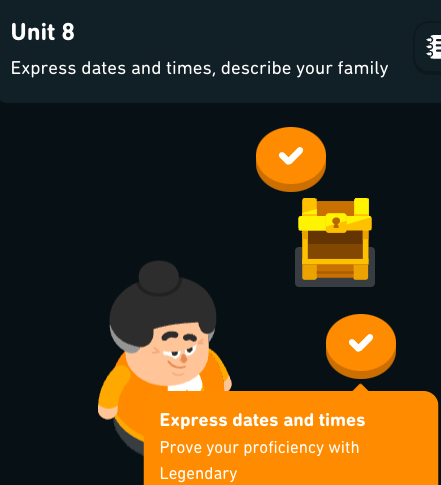 Unit 8
Express dates and times, describe your family
Express dates and times
Prove your proficiency with
Legendary